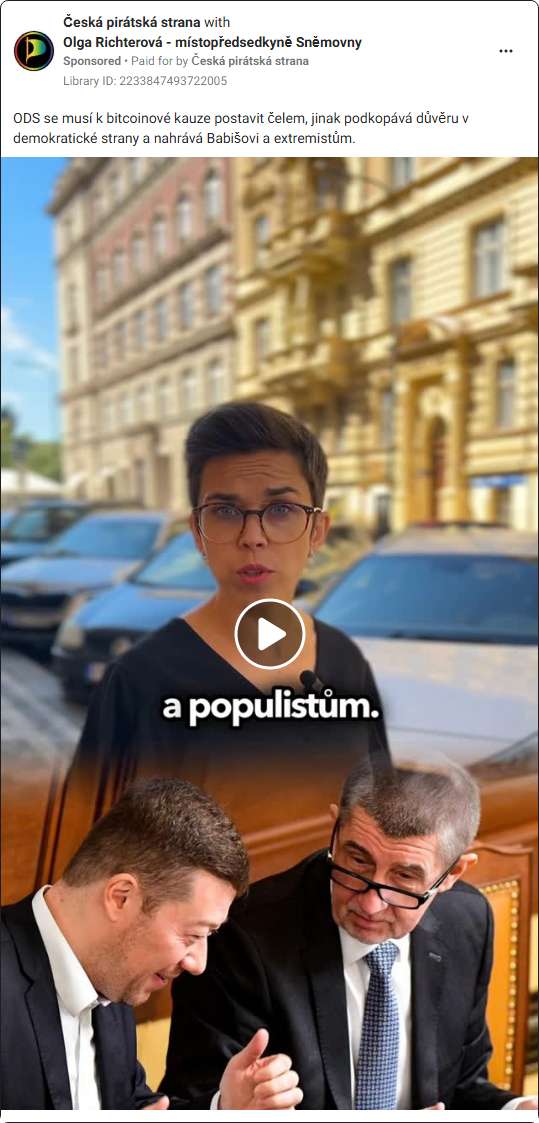 Česká pirátská strana with
Olga Richterová - místopředsedkyně Sněmovny
Sponsored • Paid for by Česká pirátská strana
Library ID: 2233847493722005
ODS se musí k bitcoinové kauze postavit čelem, jinak podkopává důvěru v
demokratické strany a nahrává Babišovi a extremistům.
a populistům.